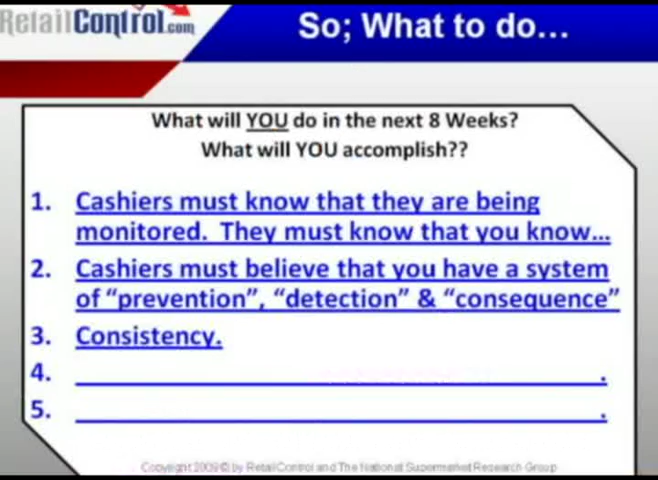 RetailControl.com
So; What to do...
What will YOU do in the next 8 Weeks?
What will YOU accomplish??
1. Cashiers must know that they are being
monitored. They must know that you know...
2. Cashiers must believe that you have a system
of “prevention”, “detection” & “consequence”
3. Consistency.
4. ______________________________.
5. ______________________________.
Copyright 2009 © by RetailControl and The National Supermarket Research Group